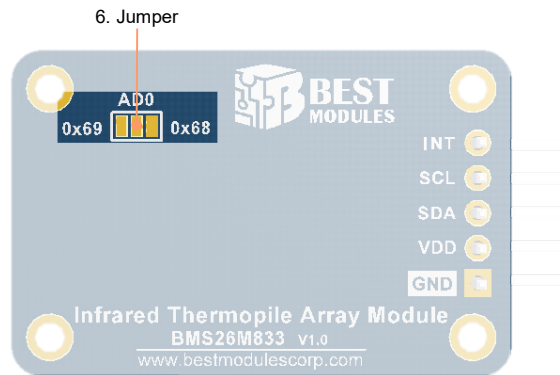 6. Jumper
AD0
0x69 0x68
BEST
MODULES
INT
SCL
SDA
VDD
GND
Infrared Thermopile Array Module
BMS26M833 V1.0
www.bestmodulescorp.com